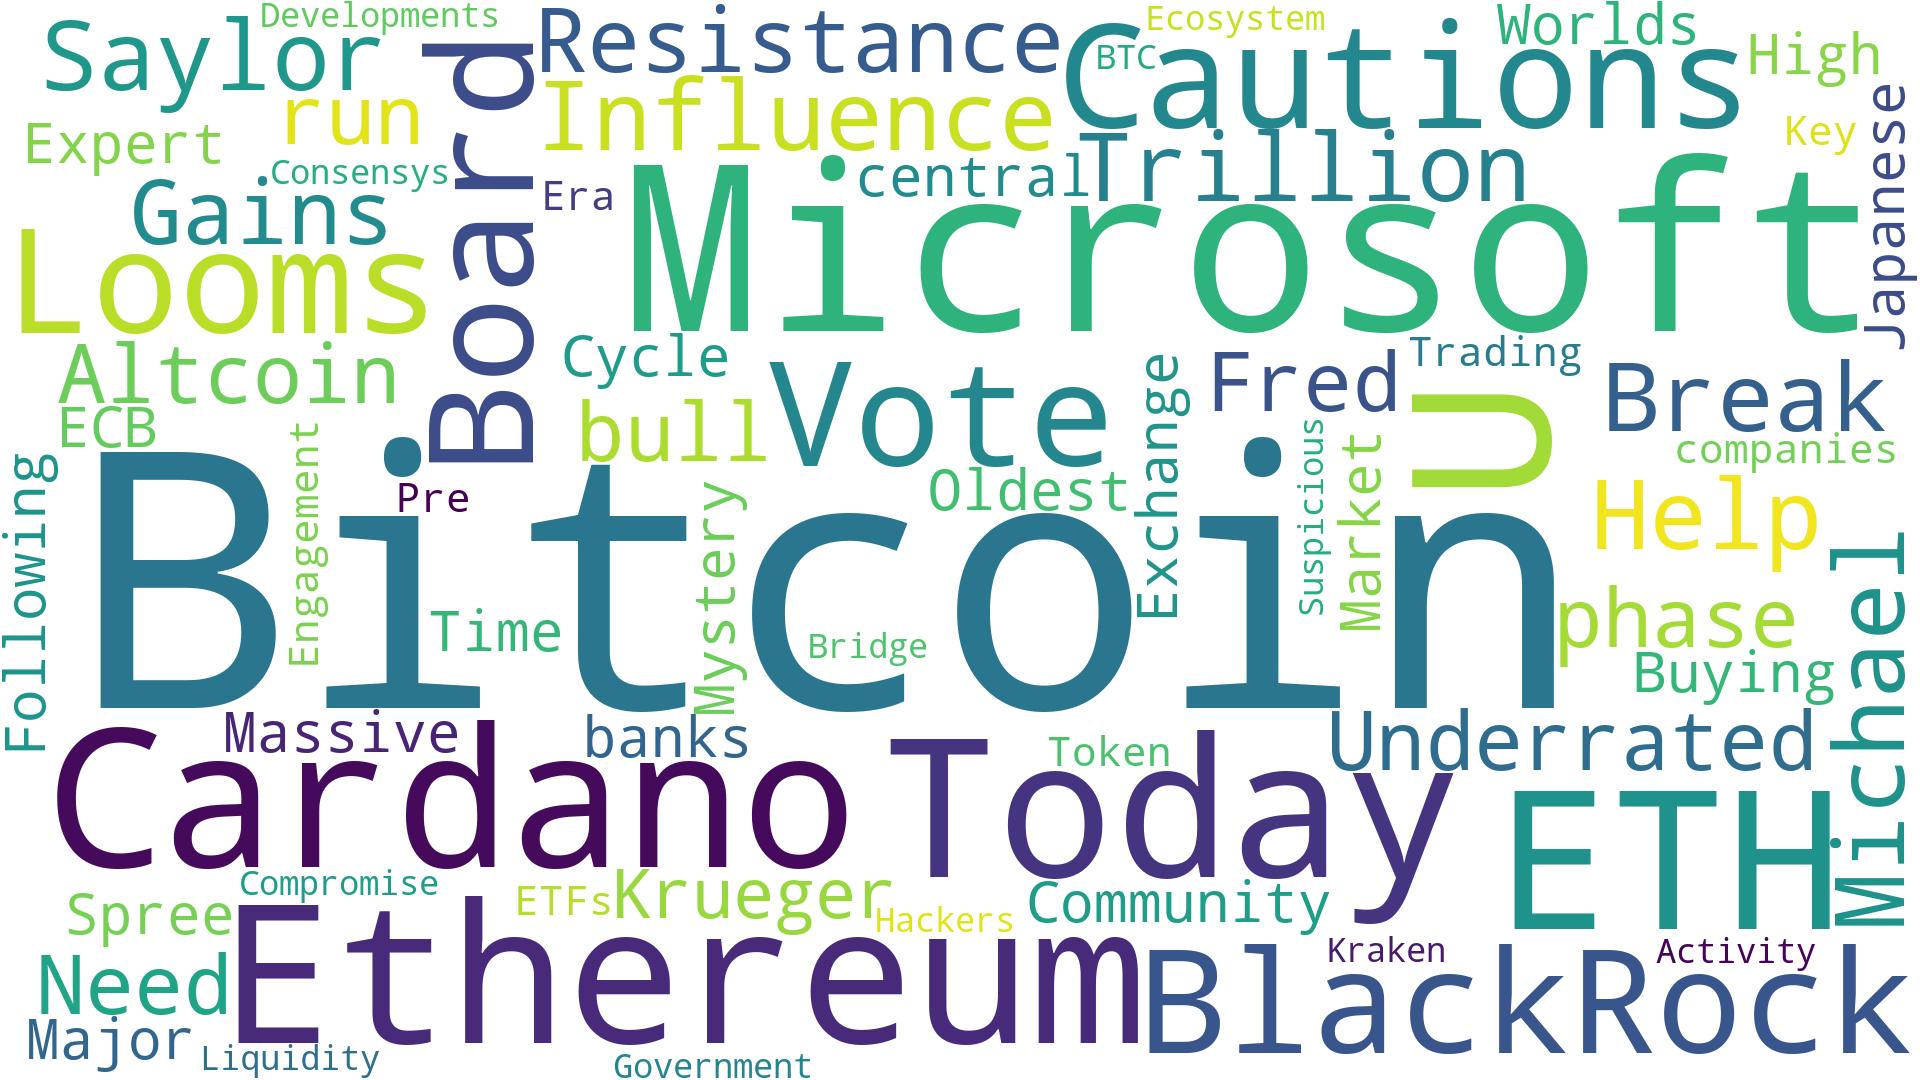 Developments
Saylor
Board
Resistance
Cautions
Ecosystem
BTC
Worlds
High
run
Influence
Expert
Consensys
Gains
Era
Microsoft
central
Trillion
Key
Japanese
Looms
Altcoin
Cycle
Vote
Exchange
Fred
Trading
Break
ECB
bull
Oldest
Suspicious
Market
U
companies
Following
Engagement
Pre
Bitcoin
Mystery
Help
Time
Bridge
phase
Buying
Michael
Massive
banks
Token
Underrated
Cardano
Today
ETH
Compromise
Spree
ETFs
Krueger
Hackers
Community
Kraken
Activity
Need
Ethereum
BlackRock
Major
Liquidity
Government